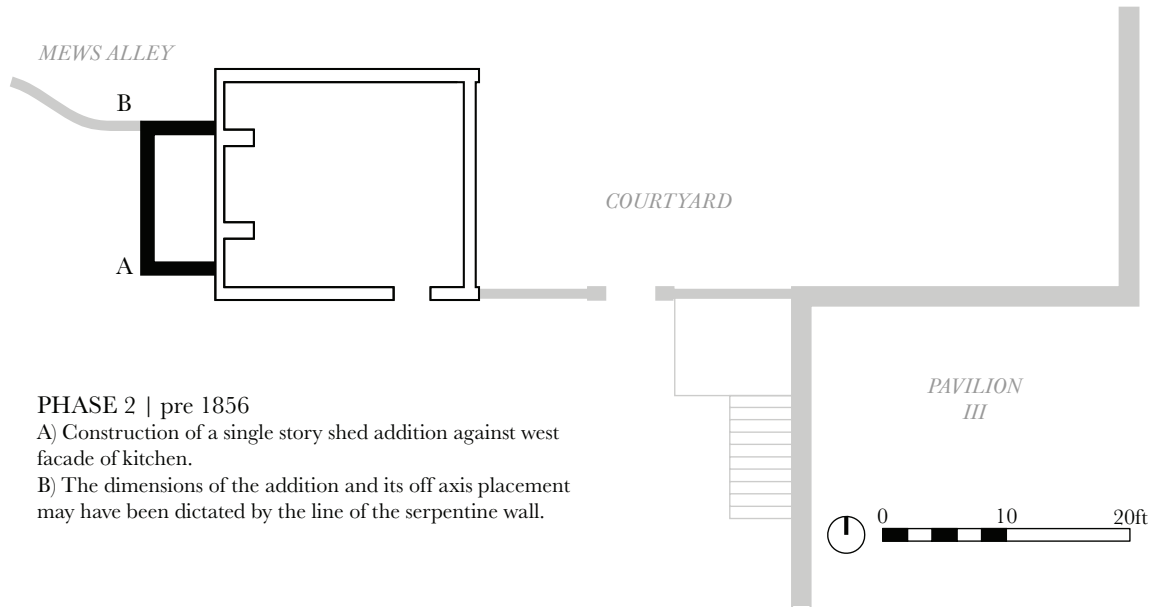 MEWS ALLEY
B
COURTYARD
A
PAVILION
III
PHASE 2 | pre 1856
A) Construction of a single story shed addition against west
facade of kitchen.
B) The dimensions of the addition and its off axis placement
may have been dictated by the line of the serpentine wall.
0 10 20ft